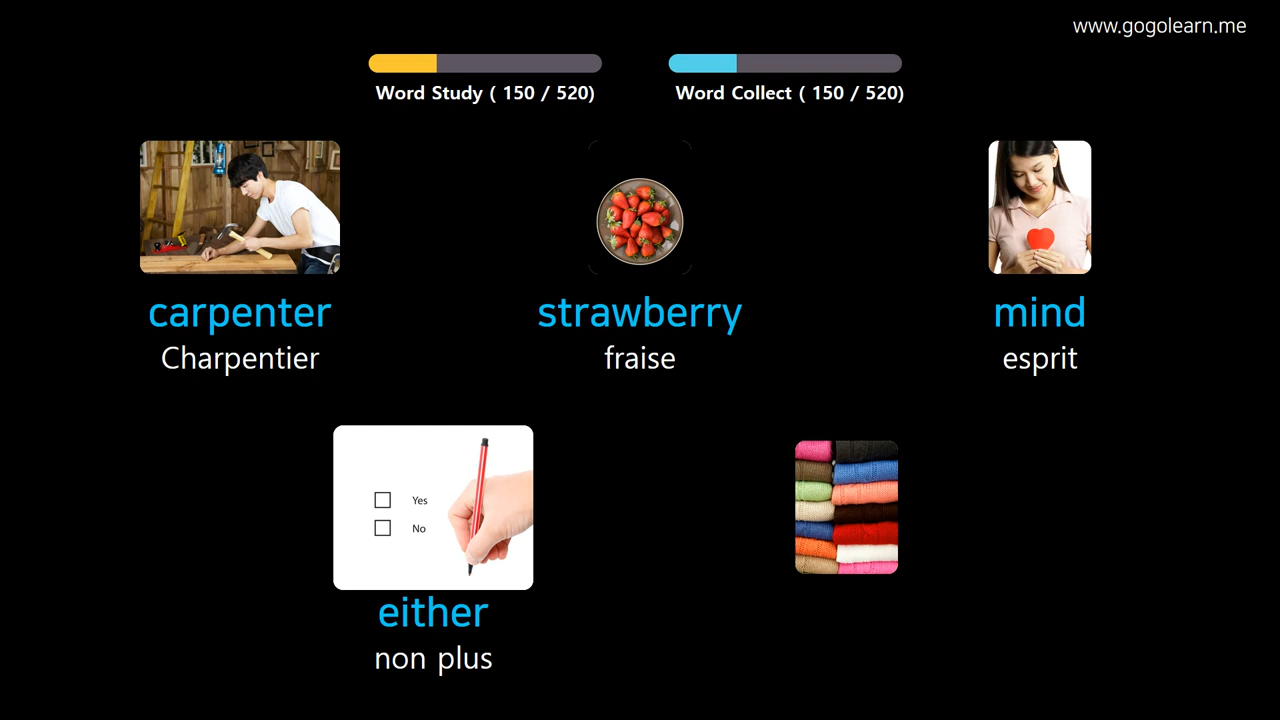 www.gogolearn.me
Word Study ( 150 / 520)
Word Collect ( 150 / 520)
carpenter
Charpentier
strawberry
fraise
mind
esprit
Yes
No
either
non plus